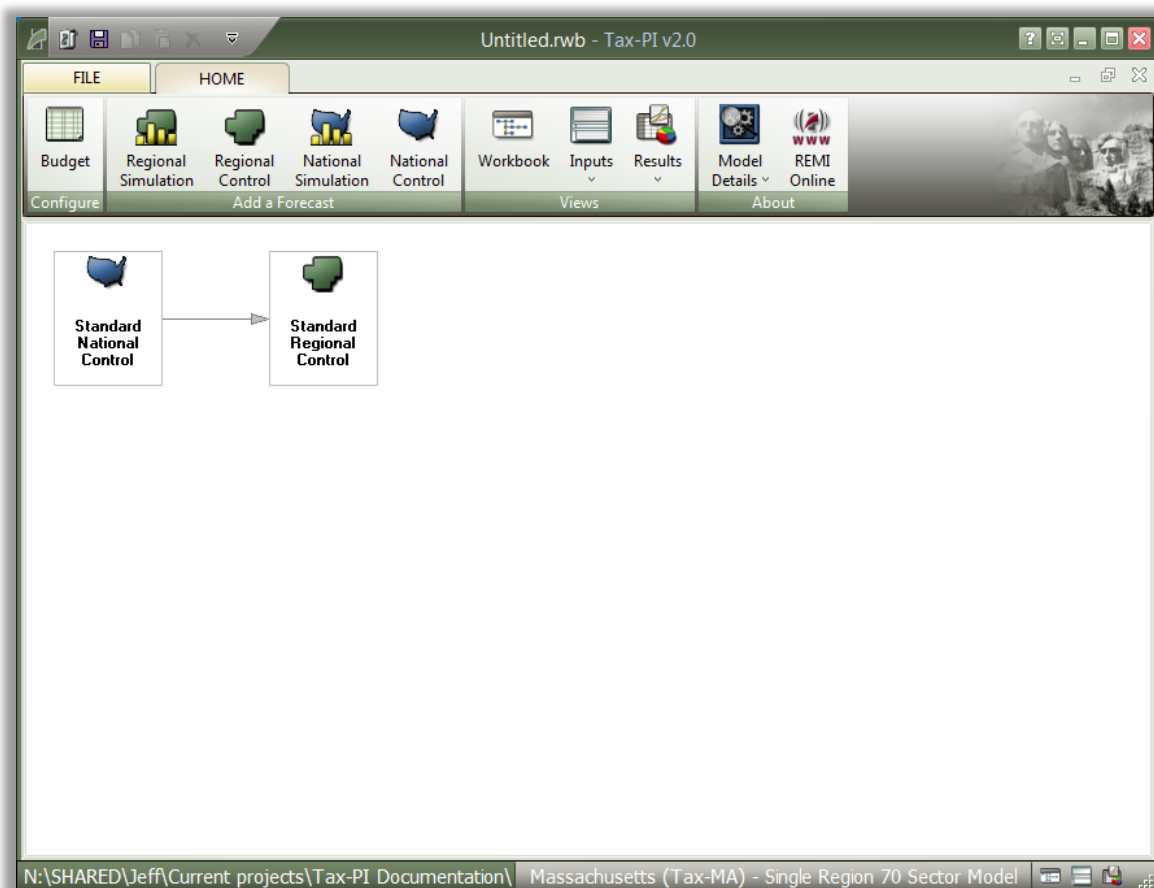 Untitled.rwb - Tax-PI v2.0
?
FILE HOME
Budget Regional Regional National National Workbook Inputs Results Model REMI
Simulation Control Simulation Control Details Online
WWW
Configure Add a Forecast Views About
Standard
National
Control
Standard
Regional
Control
N:\SHARED\Jeff\Current projects\Tax-PI Documentation\ Massachusetts (Tax-MA) - Single Region 70 Sector Model